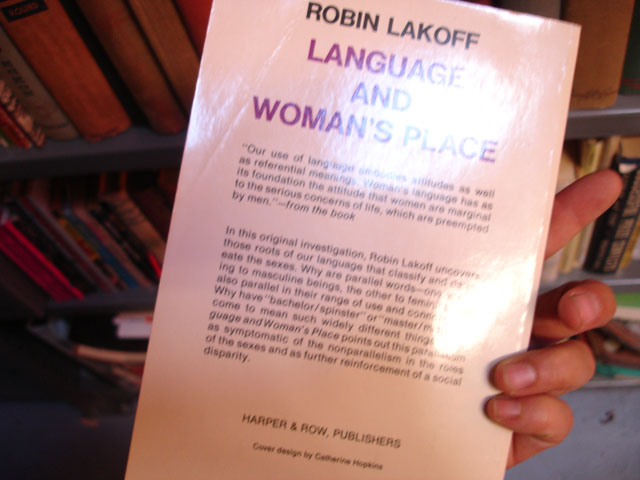 ROBIN LAKOFF
LANGUAGE
AND
WOMAN'S PLACE
"Our use of language embodies attitudes as well
as referential meanings. Woman's language has as
its foundation the attitude that women are marginal
to the serious concerns of life, which are preempted
by men."—from the book
In this original investigation, Robin Lakoff uncovers
those roots of our language that classify and
eate the sexes. Why are parallel words—one
ing to masculine beings, the other to
also parallel in their range of use and
Why have "bachelor/spinster" or "master/
come to mean such widely different
guage and Woman's Place points out this
as symptomatic of the nonparallelism in the roles
of the sexes and as further reinforcement of a social
disparity.
HARPER & ROW, PUBLISHERS
Cover design by Catherine Hopkins